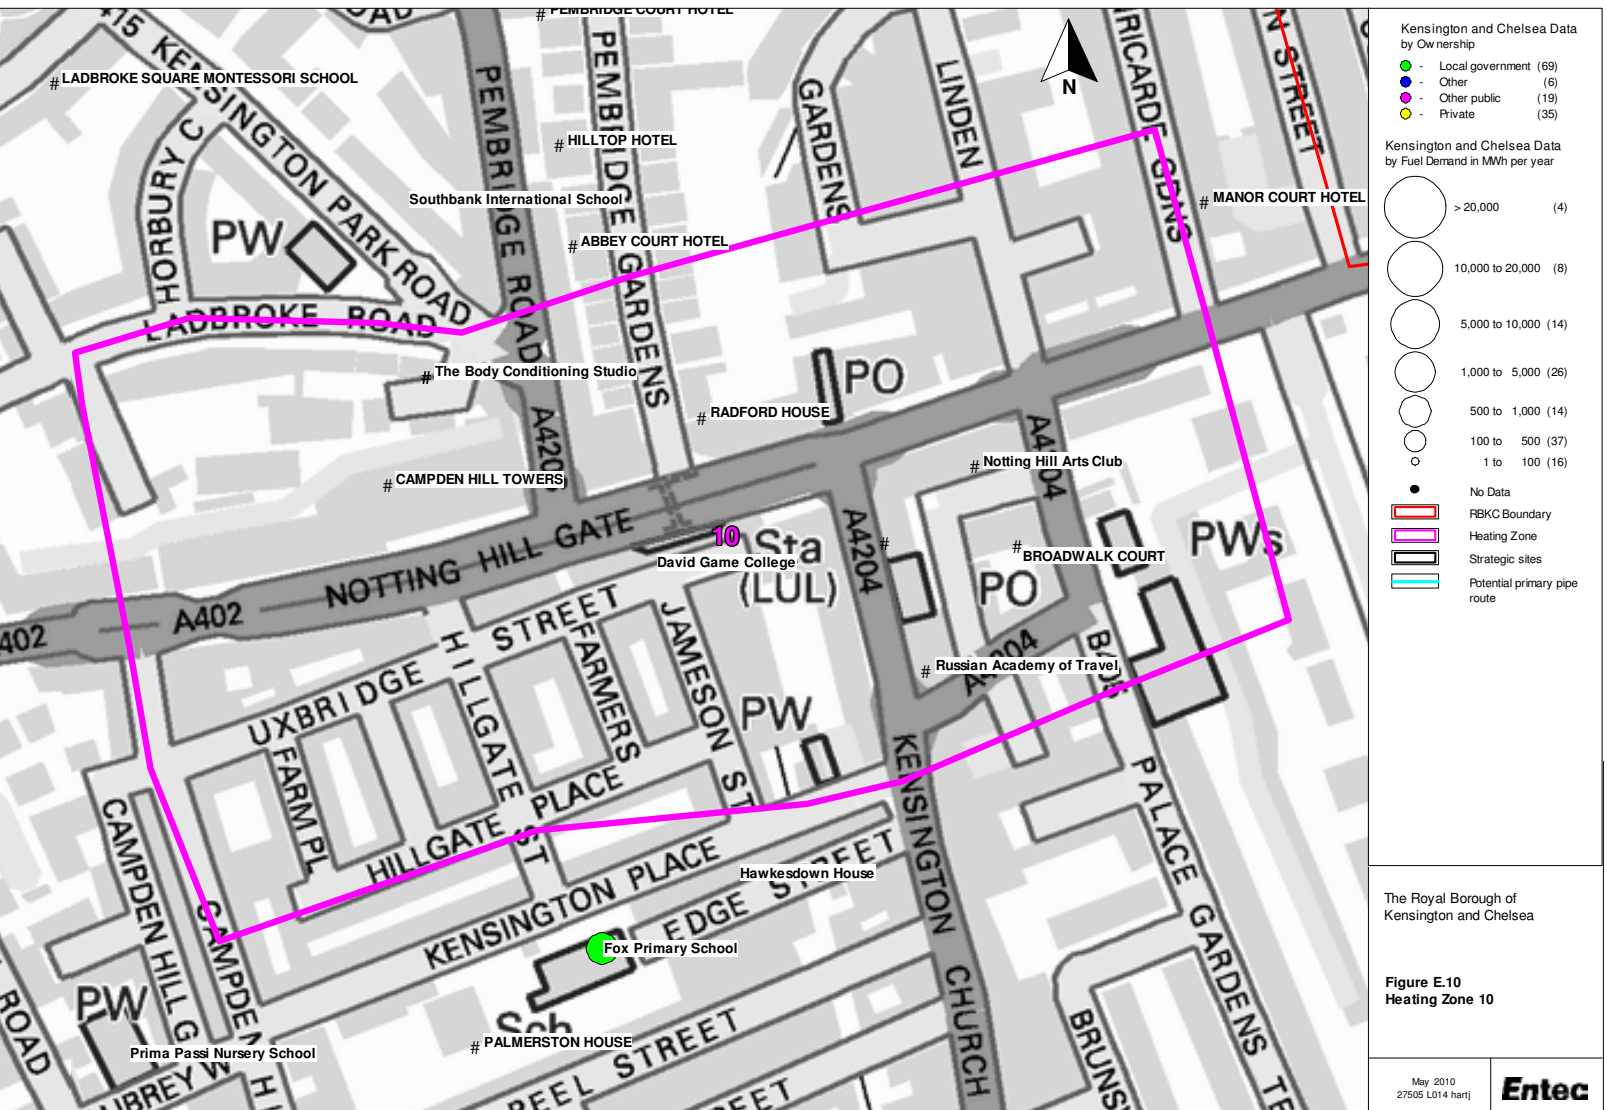 # PEMBRIDGE COURT HOTEL
415 KENSINGTON PARK ROAD
# LADBROKE SQUARE MONTESSORI SCHOOL
PEMBRIDGE ROAD
PEMBRIDGE GARDENS
GARDENS
LINDEN
N
HORBURY C
# HILLTOP HOTEL
Southbank International School
# MANOR COURT HOTEL
PW
# ABBEY COURT HOTEL
LADBROKE ROAD
# The Body Conditioning Studio
PO
# RADFORD HOUSE
A4204
# Notting Hill Arts Club
# CAMPDEN HILL TOWERS
NOTTING HILL GATE
10
Sta
(LUL)
David Game College
A4204
#
# BROADWALK COURT
PWs
PO
A402
402
UXBRIDGE STREET
HILLGATE ST
FARMERS
JAMESON ST
FARM PL
HILLGATE PLACE
PW
# Russian Academy of Travel
KENSINGTON CHURCH
PALACE GARDENS TE
CAMPDEN HILL G
CAMPDEN H
KENSINGTON PLACE
Hawkesdown House
EDGE STREET
Fox Primary School
Sch
# PALMERSTON HOUSE
PEEL STREET
PW
Prima Passi Nursery School
ROAD
BRUNS
STREET
Kensington and Chelsea Data
by Ownership
- Local government (69)
- Other (6)
- Other public (19)
- Private (35)
Kensington and Chelsea Data
by Fuel Demand in MWh per year
> 20,000 (4)
10,000 to 20,000 (8)
5,000 to 10,000 (14)
1,000 to 5,000 (26)
500 to 1,000 (14)
100 to 500 (37)
1 to 100 (16)
No Data
RBKC Boundary
Heating Zone
Strategic sites
Potential primary pipe
route
The Royal Borough of
Kensington and Chelsea
Figure E.10
Heating Zone 10
May 2010
27505 L014 hartj
Entec